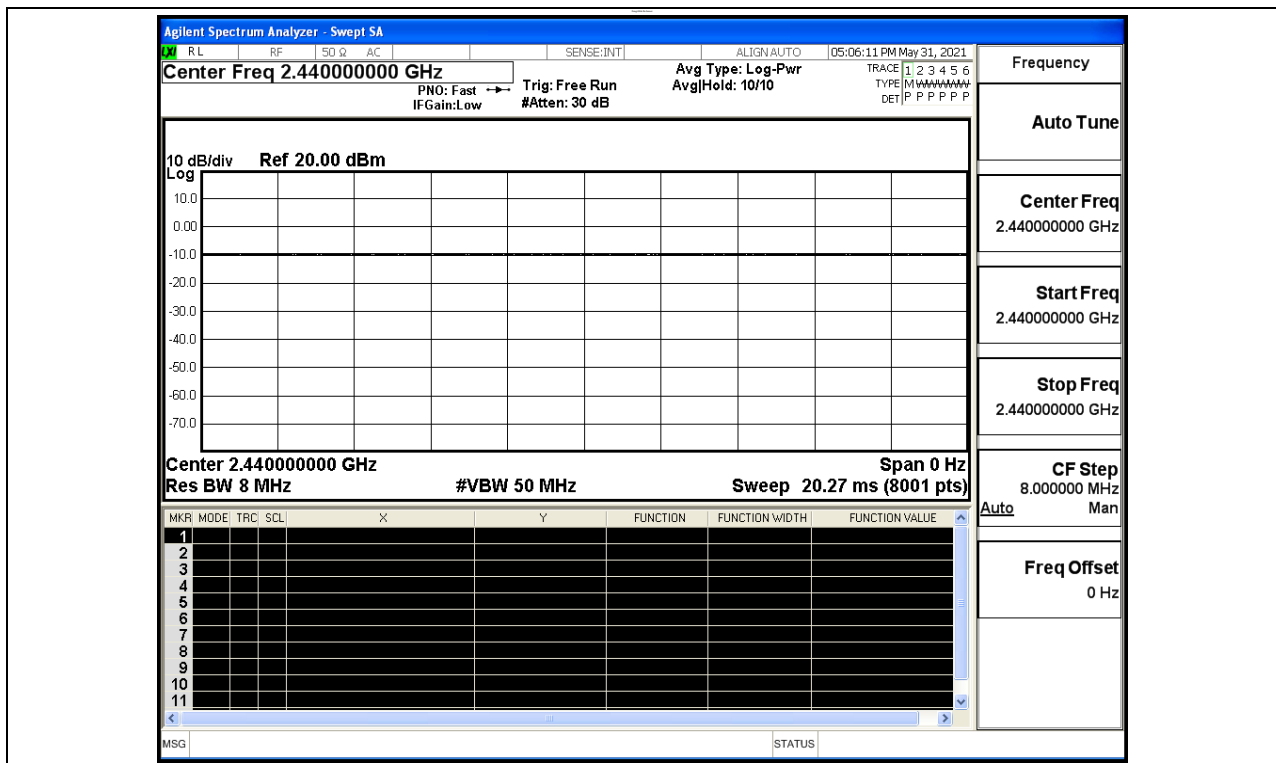 Agilent Spectrum Analyzer - Swept SA
LXI RL RF 50 Ω AC SENSE:INT ALIGN AUTO 05:06:11 PM May 31, 2021
Center Freq 2.440000000 GHz
PNO: Fast
IFGain:Low
Trig: Free Run
#Atten: 30 dB
Avg Type: Log-Pwr
Avg|Hold: 10/10
TRACE 1 2 3 4 5 6
TYPE M WWWWW
DET P P P P P P
10 dB/div Ref 20.00 dBm
Log
10.0
0.00
-10.0
-20.0
-30.0
-40.0
-50.0
-60.0
-70.0
Center 2.440000000 GHz Span 0 Hz
Res BW 8 MHz #VBW 50 MHz Sweep 20.27 ms (8001 pts)
MKR MODE TRC SCL X Y FUNCTION FUNCTION WIDTH FUNCTION VALUE
1
2
3
4
5
6
7
8
9
10
11
MSG STATUS
Frequency
Auto Tune
Center Freq
2.440000000 GHz
Start Freq
2.440000000 GHz
Stop Freq
2.440000000 GHz
CF Step
8.000000 MHz
Auto Man
Freq Offset
0 Hz